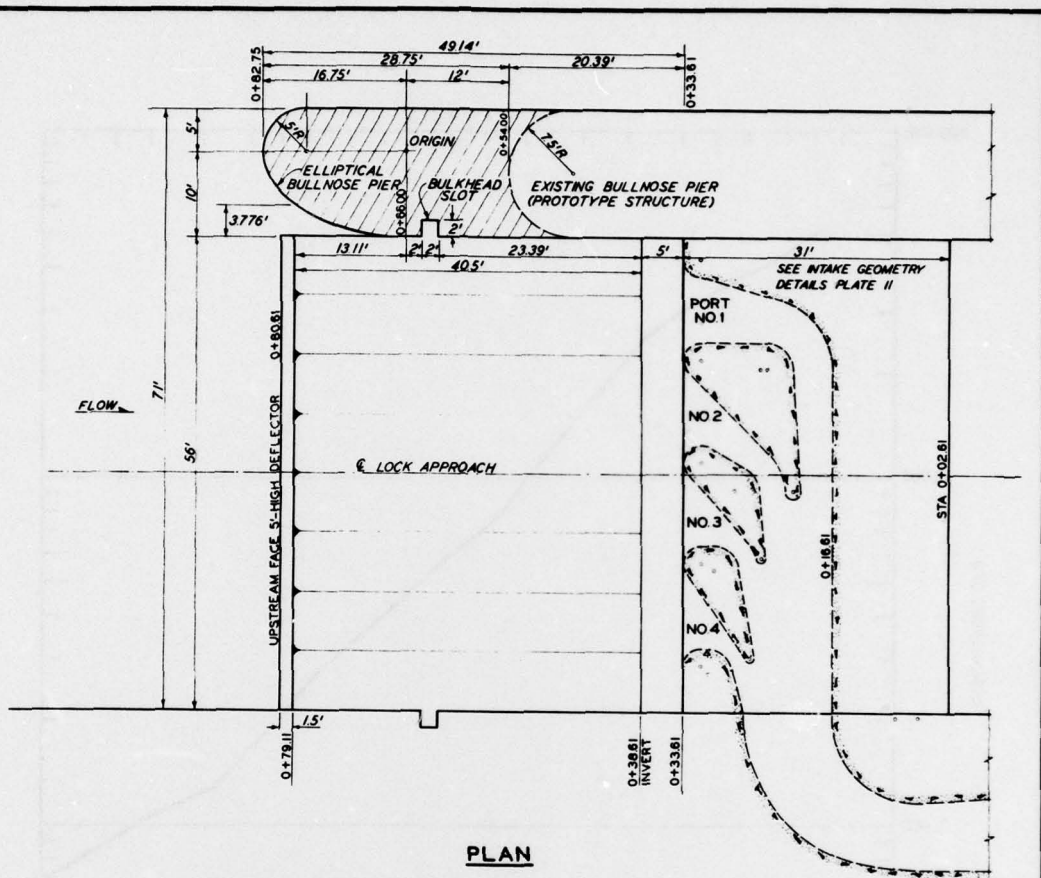 49.14'
28.75'
20.39'
16.75'
12'
0+82.75
0+33.61
5'
5'R
ORIGIN
0+54.00
7.5'R
10'
ELLIPTICAL
BULLNOSE PIER
0+66.00
BULKHEAD
SLOT
EXISTING BULLNOSE PIER
(PROTOTYPE STRUCTURE)
3.776'
2'
13.11'
2'
2'
23.39'
5'
31'
40.5'
SEE INTAKE GEOMETRY
DETAILS PLATE 11
PORT
NO.1
71'
56'
FLOW
UPSTREAM FACE 5'-HIGH DEFLECTOR 0+80.61
NO.2
℄ LOCK APPROACH
NO.3
0+16.61
STA 0+02.61
NO.4
1.5'
0+79.11
0+38.61
INVERT
0+33.61
PLAN